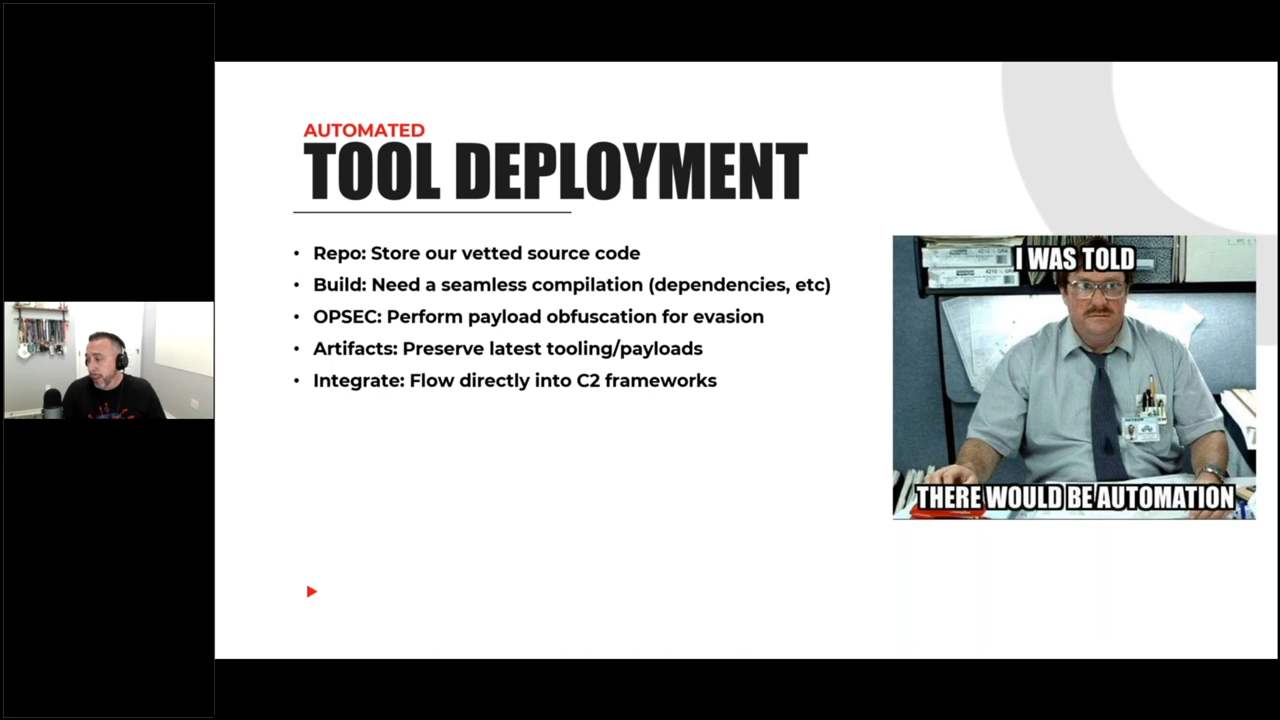 AUTOMATED
TOOL DEPLOYMENT
• Repo: Store our vetted source code
• Build: Need a seamless compilation (dependencies, etc)
• OPSEC: Perform payload obfuscation for evasion
• Artifacts: Preserve latest tooling/payloads
• Integrate: Flow directly into C2 frameworks
I WAS TOLD
THERE WOULD BE AUTOMATION